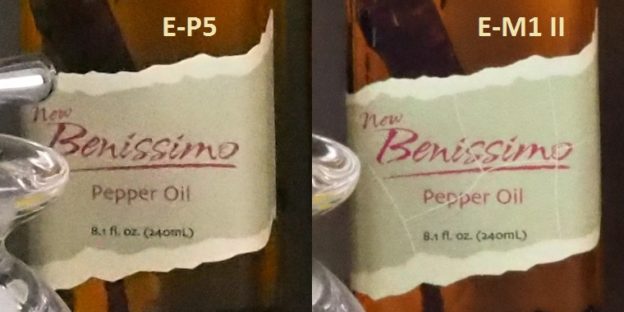 E-P5
New
Benissimo
Pepper Oil
8.1 fl. oz. (240mL)
E-M1 II
New
Benissimo
Pepper Oil
8.1 fl. oz. (240mL)